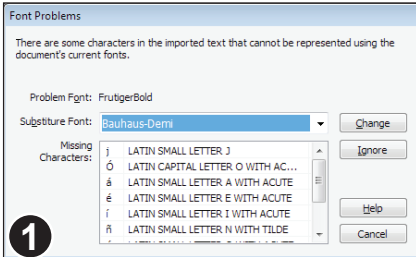 Font Problems
There are some characters in the imported text that cannot be represented using the
document's current fonts.
Problem Font: FrutigerBold
Substiture Font: Bauhaus-Demi
Change
Missing
Characters:
Ignore
j LATIN SMALL LETTER J
Ó LATIN CAPITAL LETTER O WITH AC...
á LATIN SMALL LETTER A WITH ACUTE
é LATIN SMALL LETTER E WITH ACUTE
í LATIN SMALL LETTER I WITH ACUTE
ñ LATIN SMALL LETTER N WITH TILDE
Help
Cancel
1